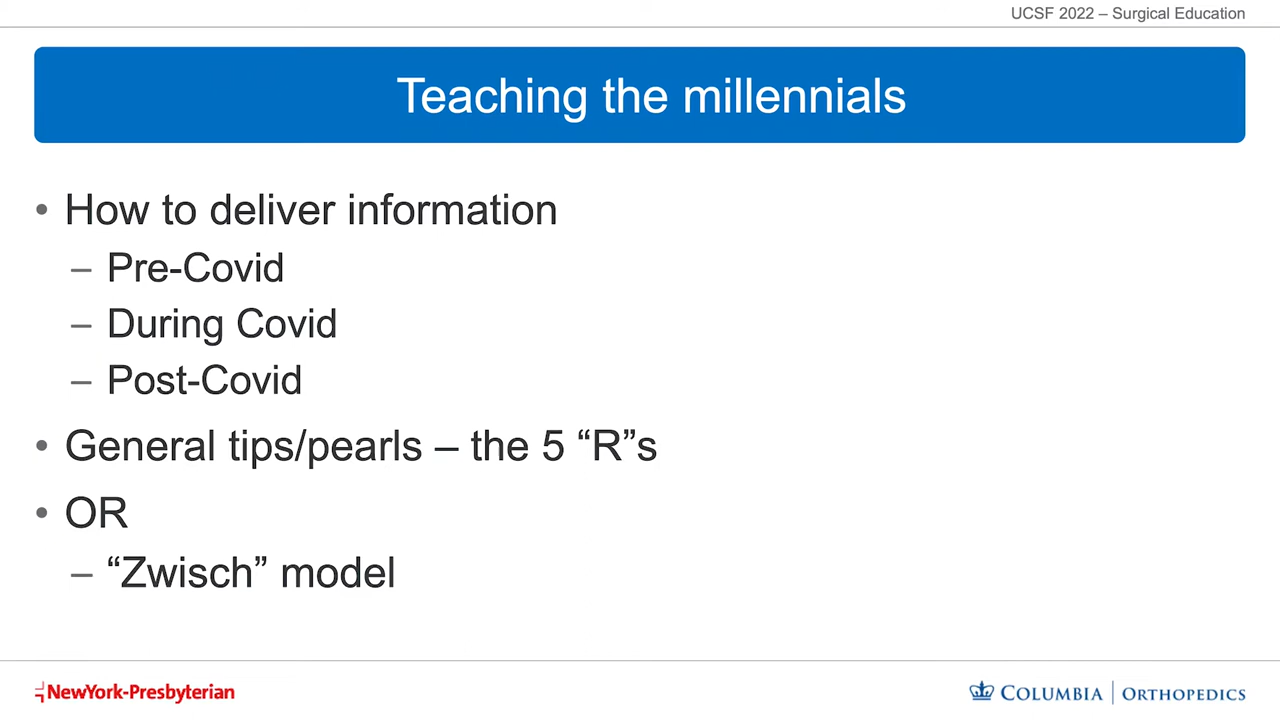 UCSF 2022 – Surgical Education
Teaching the millennials
• How to deliver information
– Pre-Covid
– During Covid
– Post-Covid
• General tips/pearls – the 5 “R”s
• OR
– “Zwisch” model
NewYork-Presbyterian
COLUMBIA | ORTHOPEDICS